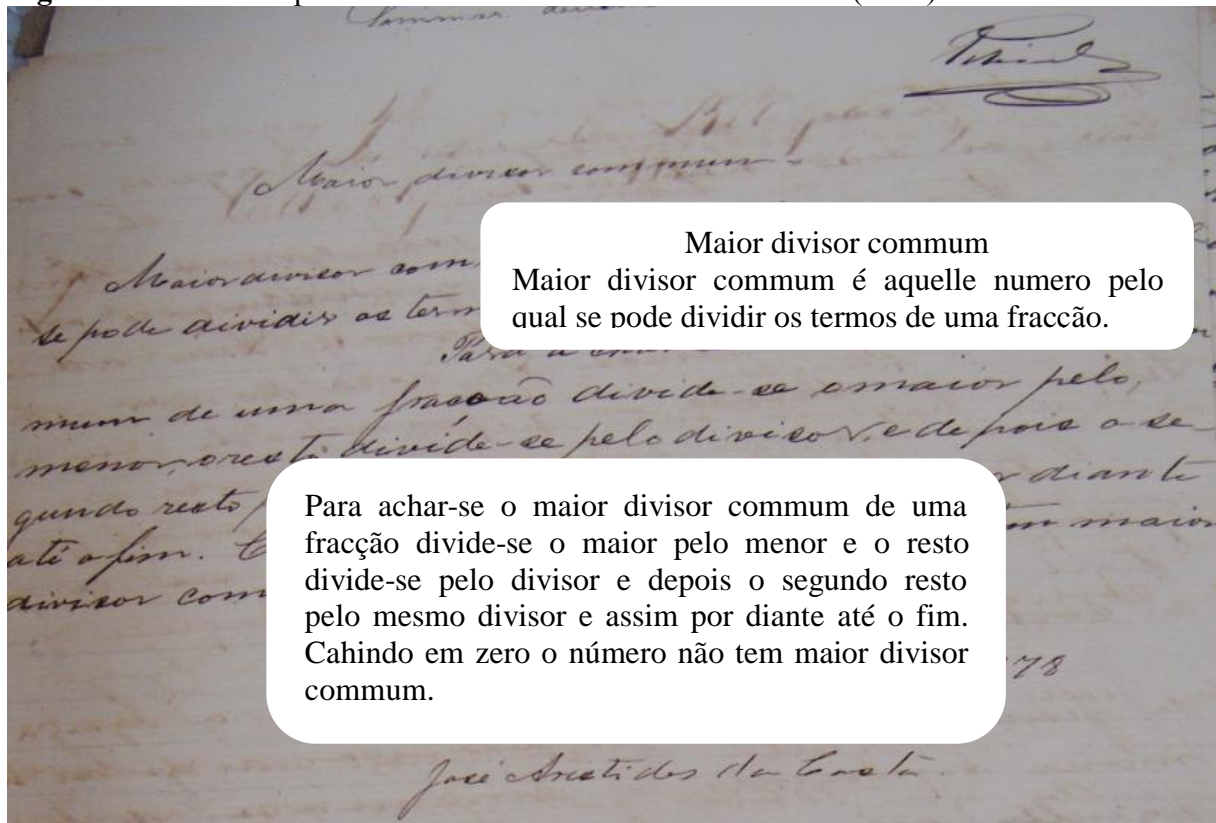 Sommar
Maior divisor commum
Maior divisor com
se pode dividir os term
Para a char
mum de uma fracção divide-se o maior pelo
menor, o resto divide-se pelo divisor, e depois o se-
gundo resto r diante
até o fim. maior
divisor com
78
José Aristides da Costa
Maior divisor commum
Maior divisor commum é aquelle numero pelo
qual se pode dividir os termos de uma fracção.
Para achar-se o maior divisor commum de uma
fracção divide-se o maior pelo menor e o resto
divide-se pelo divisor e depois o segundo resto
pelo mesmo divisor e assim por diante até o fim.
Cahindo em zero o número não tem maior divisor
commum.